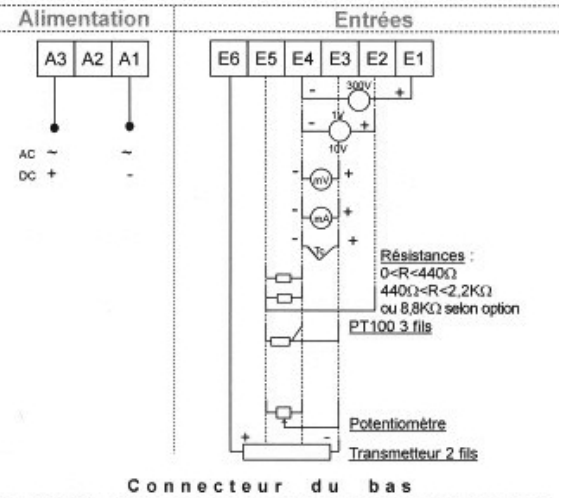 Alimentation
Entrées
A3 A2 A1
E6 E5 E4 E3 E2 E1
- 300V +
- 1V +
10V
AC ~ ~
DC + -
- mV +
- mA +
- Tc +
Résistances :
0<R<440Ω
440Ω<R<2,2KΩ
ou 8,8KΩ selon option
PT100 3 fils
Potentiomètre
+ -
Transmetteur 2 fils
Connecteur du bas